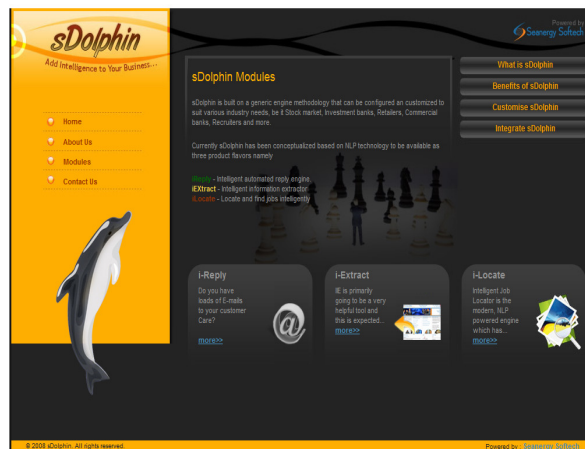 sDolphin
Add Intelligence to Your Business...
Powered by
Seanergy Softech
Home
About Us
Modules
Contact Us
sDolphin Modules
sDolphin is built on a generic engine methodology that can be configured an customized to
suit various industry needs, be it Stock market, Investment banks, Retailers, Commercial
banks, Recruiters and more.
Currently sDolphin has been conceptualized based on NLP technology to be available as
three product flavors namely
iReply - Intelligent automated reply engine.
iEXtract - Intelligent information extractor
iLocate - Locate and find jobs intelligently
What is sDolphin
Benefits of sDolphin
Customise sDolphin
Integrate sDolphin
i-Reply
Do you have
loads of E-mails
to your customer
Care?
more>>
i-Extract
IE is primarily
going to be a very
helpful tool and
this is expected...
more>>
i-Locate
Intelligent Job
Locator is the
modern, NLP
powered engine
which has...
more>>
© 2008 sDolphin. All rights reserved.
Powered by : Seanergy Softech